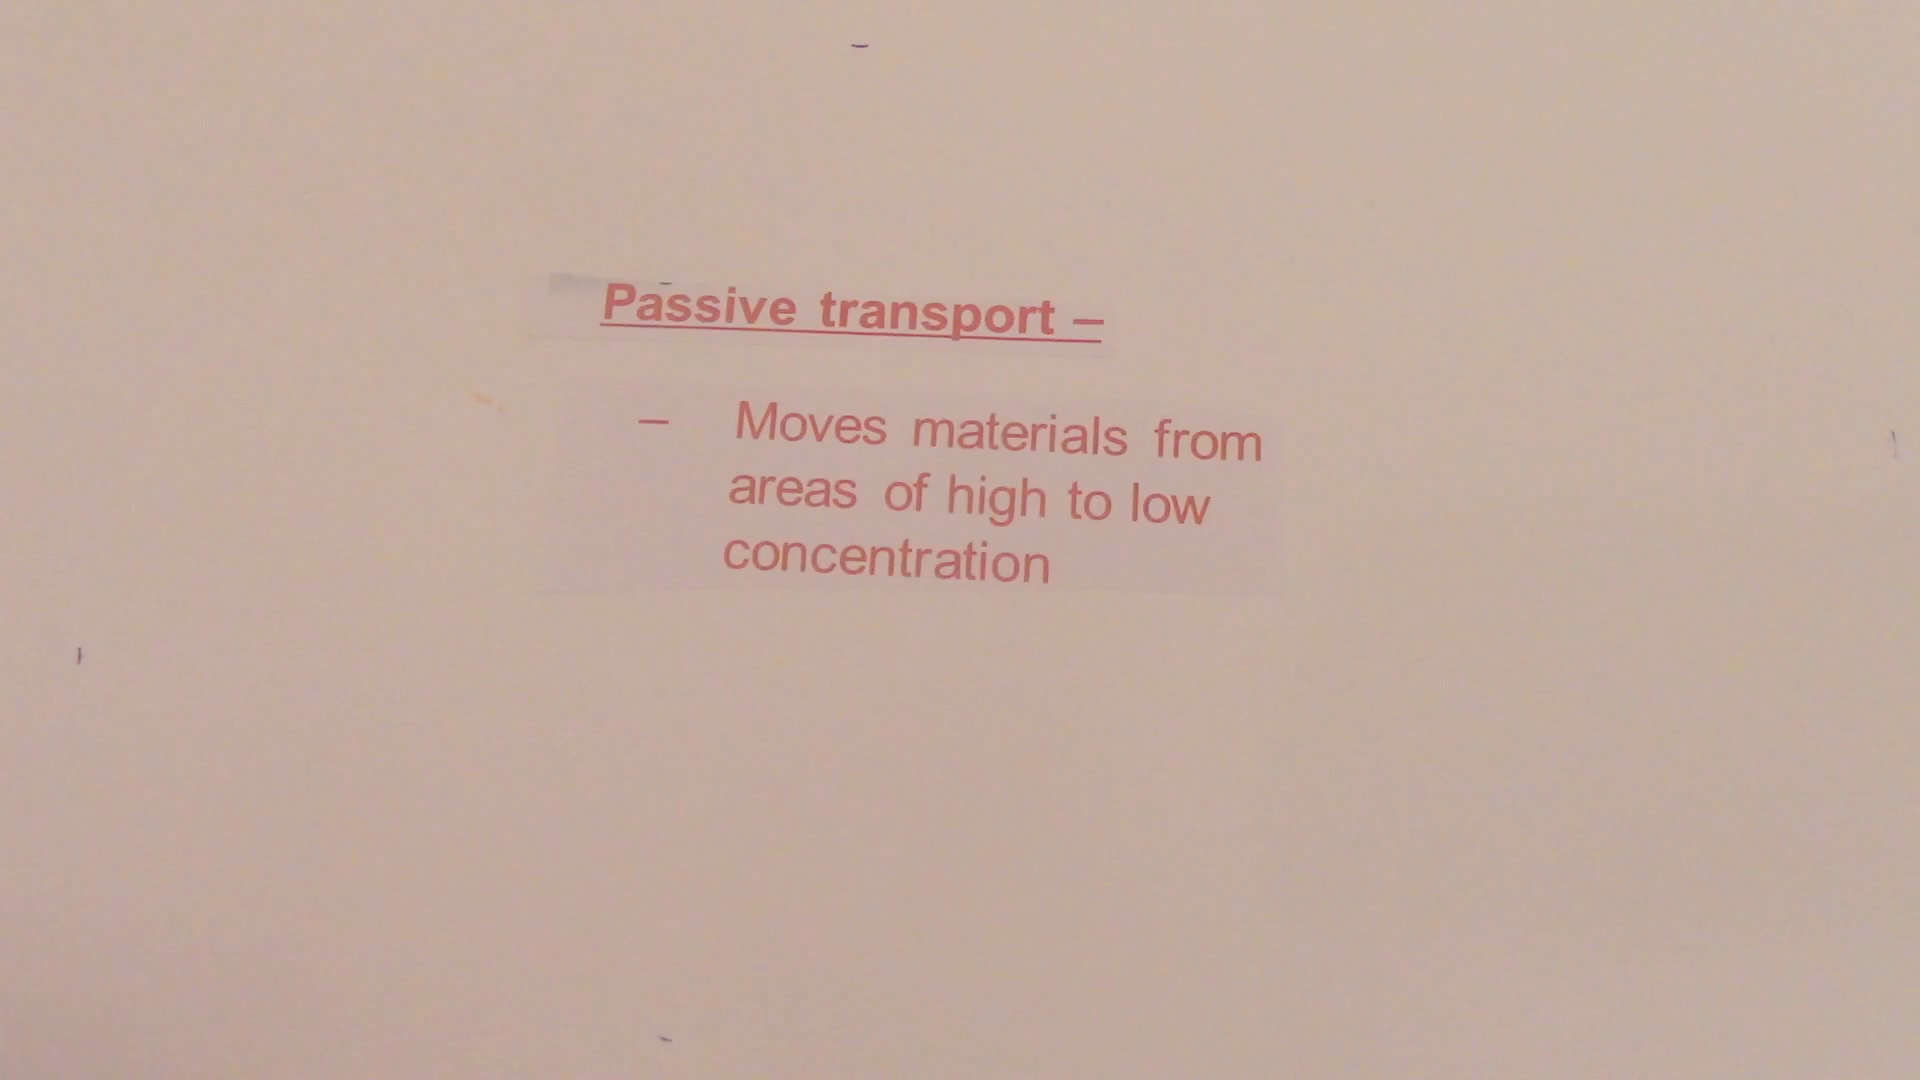 Passive transport –
– Moves materials from
areas of high to low
concentration